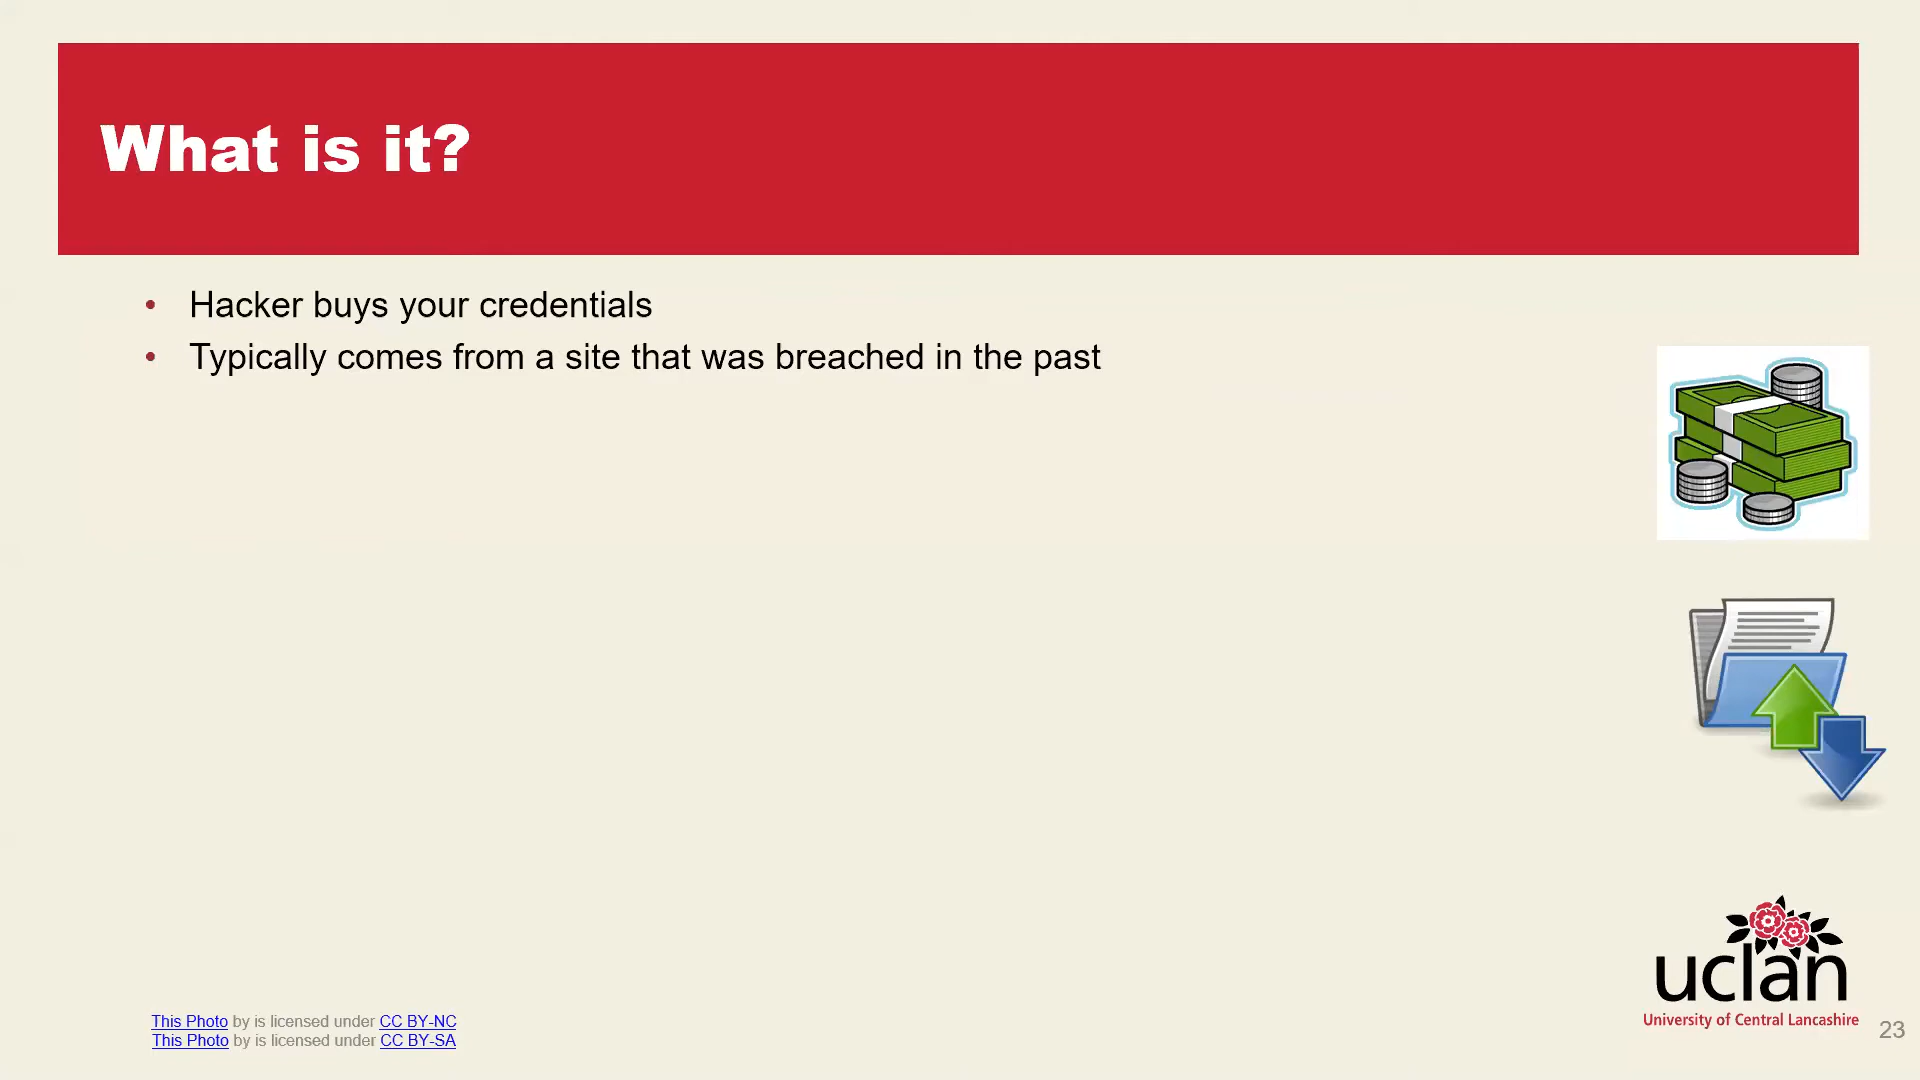 What is it?
• Hacker buys your credentials
• Typically comes from a site that was breached in the past
uclan
University of Central Lancashire
This Photo by is licensed under CC BY-NC
This Photo by is licensed under CC BY-SA
23